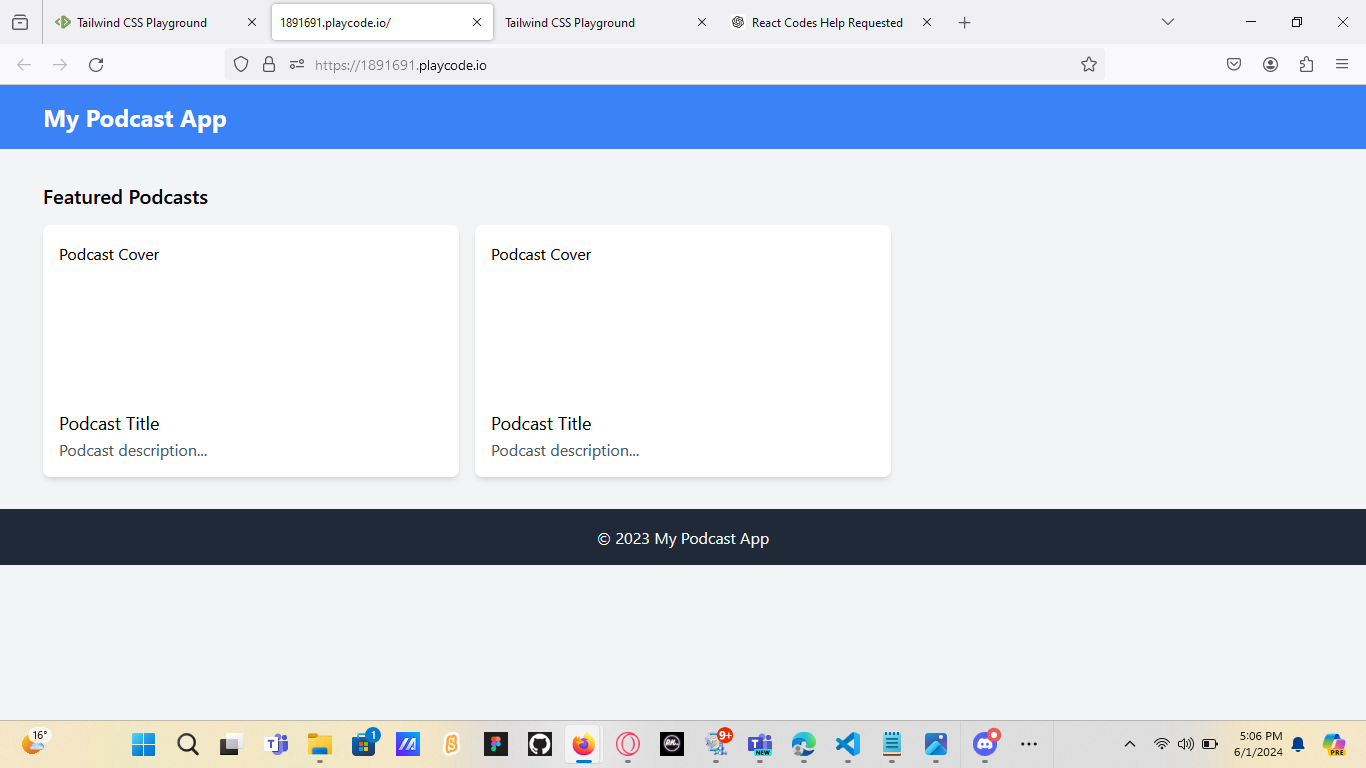 Tailwind CSS Playground
1891691.playcode.io/
Tailwind CSS Playground
React Codes Help Requested
https://1891691.playcode.io
My Podcast App
Featured Podcasts
Podcast Cover
Podcast Cover
Podcast Title
Podcast Title
Podcast description...
Podcast description...
© 2023 My Podcast App
16°
1
NEW
9+
5:06 PM
6/1/2024
PRE